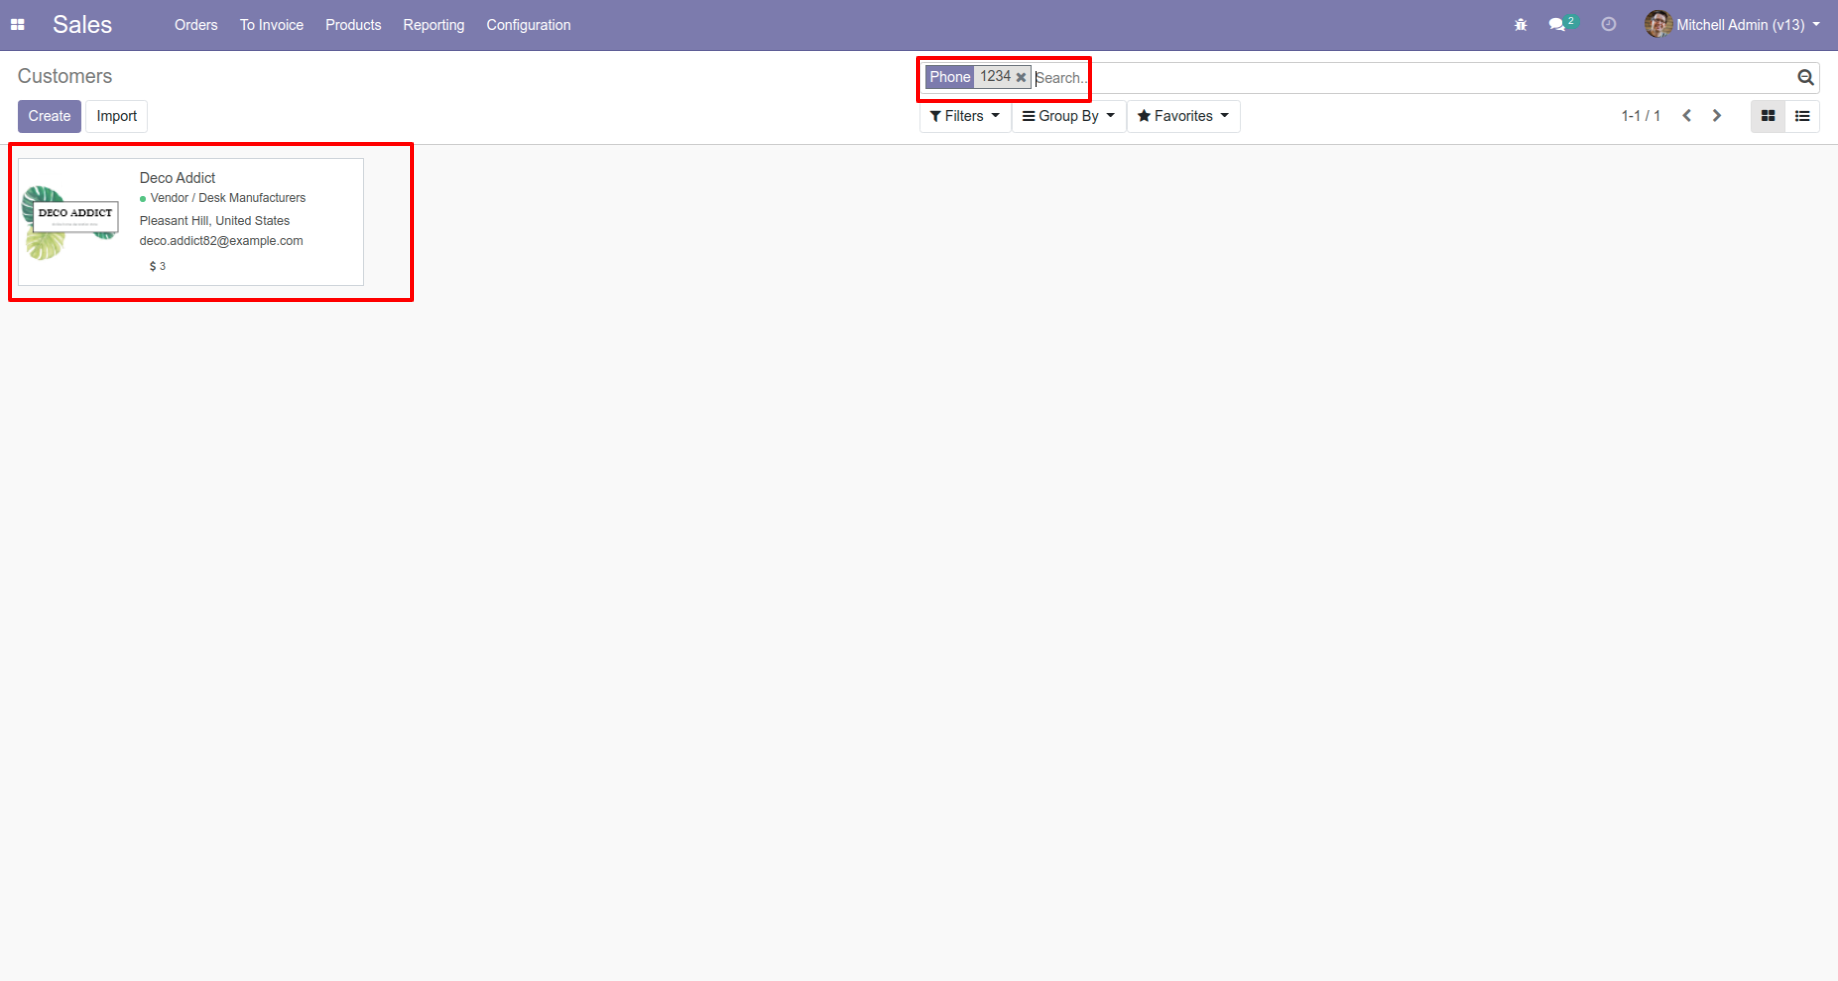 Sales
Orders
To Invoice
Products
Reporting
Configuration
2
Mitchell Admin (v13)
Customers
Phone 1234 Search...
Create
Import
Filters
Group By
Favorites
1-1 / 1
DECO ADDICT
Deco Addict
Vendor / Desk Manufacturers
Pleasant Hill, United States
deco.addict82@example.com
$ 3